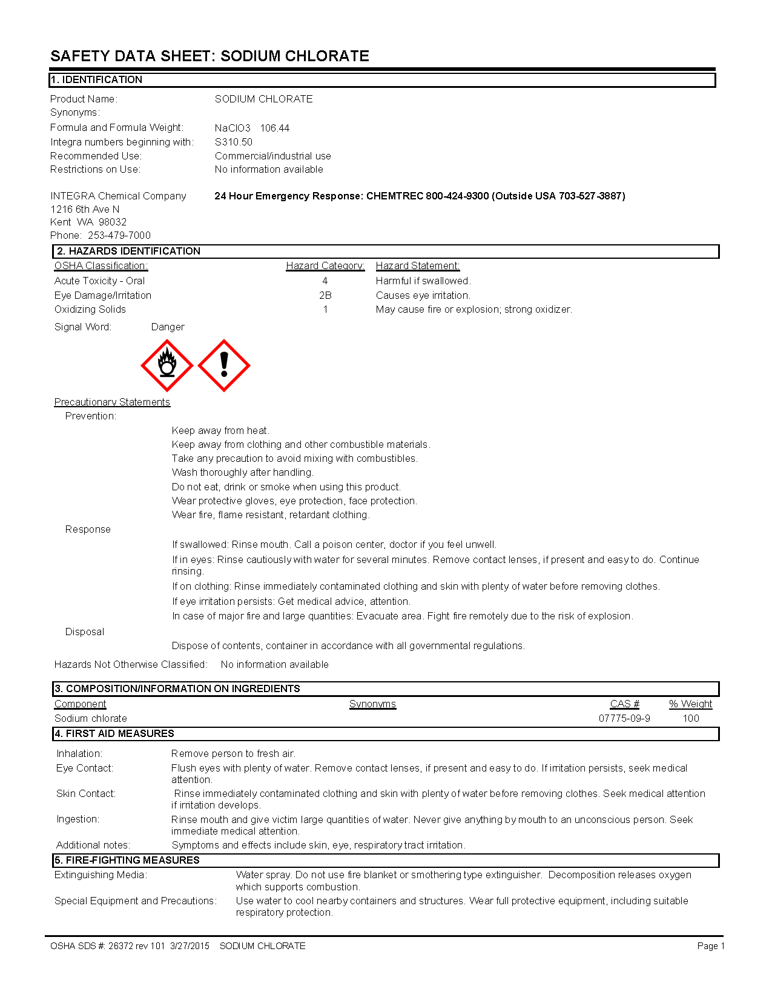 SAFETY DATA SHEET: SODIUM CHLORATE
1. IDENTIFICATION
Product Name: SODIUM CHLORATE
Synonyms:
Formula and Formula Weight: NaClO3 106.44
Integra numbers beginning with: S310.50
Recommended Use: Commercial/industrial use
Restrictions on Use: No information available
INTEGRA Chemical Company 24 Hour Emergency Response: CHEMTREC 800-424-9300 (Outside USA 703-527-3887)
1216 6th Ave N
Kent WA 98032
Phone: 253-479-7000
2. HAZARDS IDENTIFICATION
OSHA Classification: Hazard Category: Hazard Statement:
Acute Toxicity - Oral 4 Harmful if swallowed.
Eye Damage/Irritation 2B Causes eye irritation.
Oxidizing Solids 1 May cause fire or explosion; strong oxidizer.
Signal Word: Danger
Precautionary Statements
Prevention:
Keep away from heat.
Keep away from clothing and other combustible materials.
Take any precaution to avoid mixing with combustibles.
Wash thoroughly after handling.
Do not eat, drink or smoke when using this product.
Wear protective gloves, eye protection, face protection.
Wear fire, flame resistant, retardant clothing.
Response
If swallowed: Rinse mouth. Call a poison center, doctor if you feel unwell.
If in eyes: Rinse cautiously with water for several minutes. Remove contact lenses, if present and easy to do. Continue
rinsing.
If on clothing: Rinse immediately contaminated clothing and skin with plenty of water before removing clothes.
If eye irritation persists: Get medical advice, attention.
In case of major fire and large quantities: Evacuate area. Fight fire remotely due to the risk of explosion.
Disposal
Dispose of contents, container in accordance with all governmental regulations.
Hazards Not Otherwise Classified: No information available
3. COMPOSITION/INFORMATION ON INGREDIENTS
Component Synonyms CAS # % Weight
Sodium chlorate 07775-09-9 100
4. FIRST AID MEASURES
Inhalation: Remove person to fresh air.
Eye Contact: Flush eyes with plenty of water. Remove contact lenses, if present and easy to do. If irritation persists, seek medical
attention.
Skin Contact: Rinse immediately contaminated clothing and skin with plenty of water before removing clothes. Seek medical attention
if irritation develops.
Ingestion: Rinse mouth and give victim large quantities of water. Never give anything by mouth to an unconscious person. Seek
immediate medical attention.
Additional notes: Symptoms and effects include skin, eye, respiratory tract irritation.
5. FIRE-FIGHTING MEASURES
Extinguishing Media: Water spray. Do not use fire blanket or smothering type extinguisher. Decomposition releases oxygen
which supports combustion.
Special Equipment and Precautions: Use water to cool nearby containers and structures. Wear full protective equipment, including suitable
respiratory protection.
OSHA SDS #: 26372 rev 101 3/27/2015 SODIUM CHLORATE Page 1